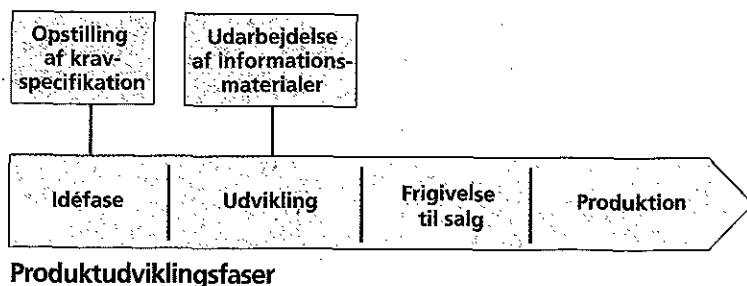 Opstilling
af krav-
specifikation
Udarbejdelse
af informations-
materialer
Idéfase
Udvikling
Frigivelse
til salg
Produktion
Produktudviklingsfaser